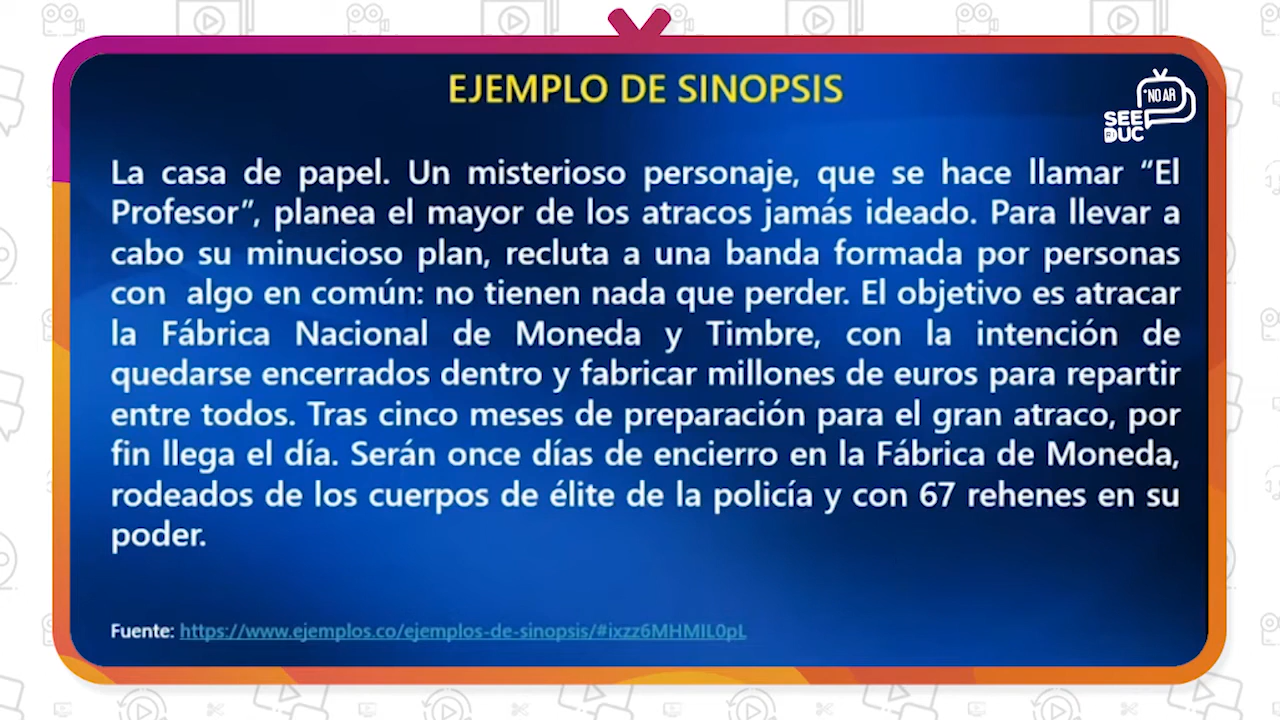 EJEMPLO DE SINOPSIS
NO AR
SEE
DUC
RJ
La casa de papel. Un misterioso personaje, que se hace llamar “El
Profesor”, planea el mayor de los atracos jamás ideado. Para llevar a
cabo su minucioso plan, recluta a una banda formada por personas
con algo en común: no tienen nada que perder. El objetivo es atracar
la Fábrica Nacional de Moneda y Timbre, con la intención de
quedarse encerrados dentro y fabricar millones de euros para repartir
entre todos. Tras cinco meses de preparación para el gran atraco, por
fin llega el día. Serán once días de encierro en la Fábrica de Moneda,
rodeados de los cuerpos de élite de la policía y con 67 rehenes en su
poder.
Fuente: https://www.ejemplos.co/ejemplos-de-sinopsis/#ixzz6MHMIL0pL